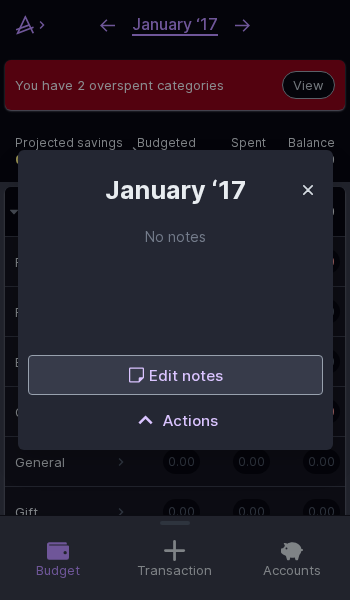 January ‘17
You have 2 overspent categories
View
Projected savings
Budgeted
Spent
Balance
January ‘17
No notes
Edit notes
Actions
General
0.00
0.00
0.00
Gift
0.00
0.00
0.00
Budget
Transaction
Accounts